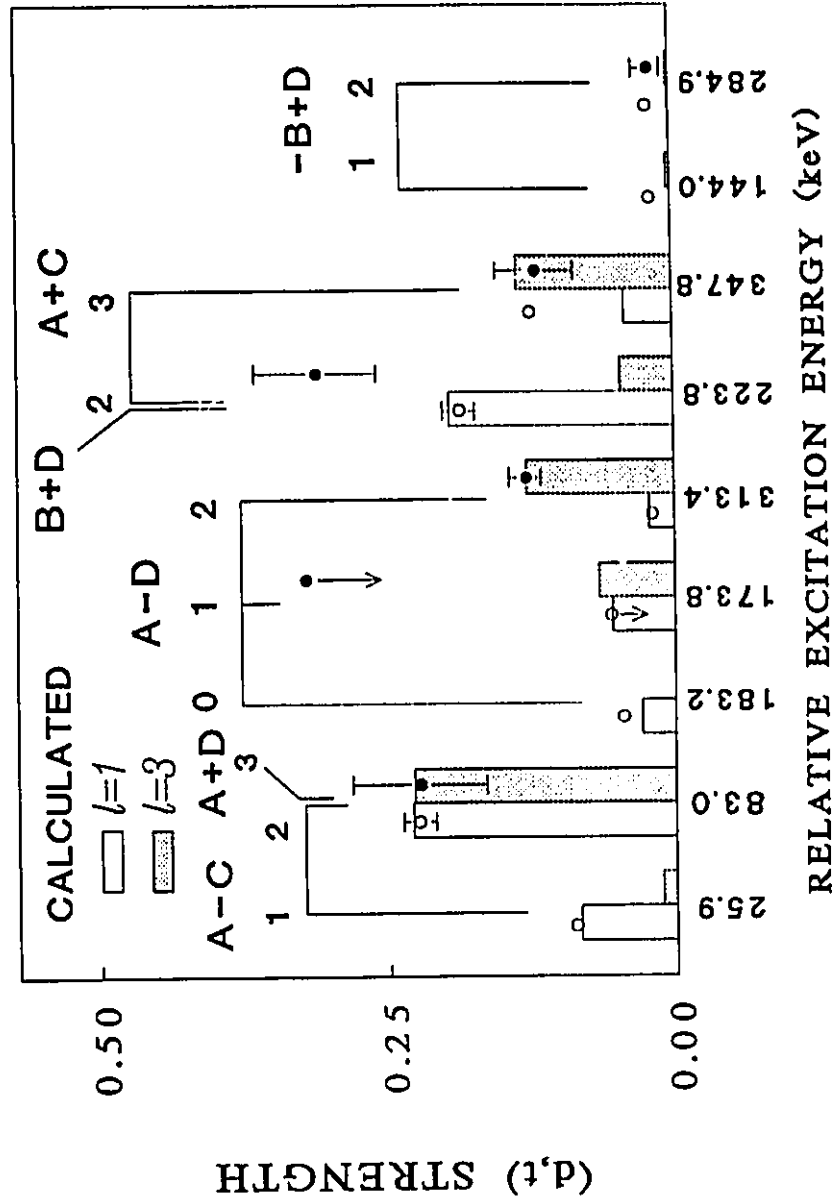 CALCULATED
l=1
l=3
A-C
A+D
A-D
B+D
A+C
-B+D
1
2
3
0
1
2
2
3
1
2
0.50
0.25
0.00
(d,t) STRENGTH
25.9
83.0
183.2
173.8
313.4
223.8
347.8
144.0
284.9
RELATIVE EXCITATION ENERGY (keV)